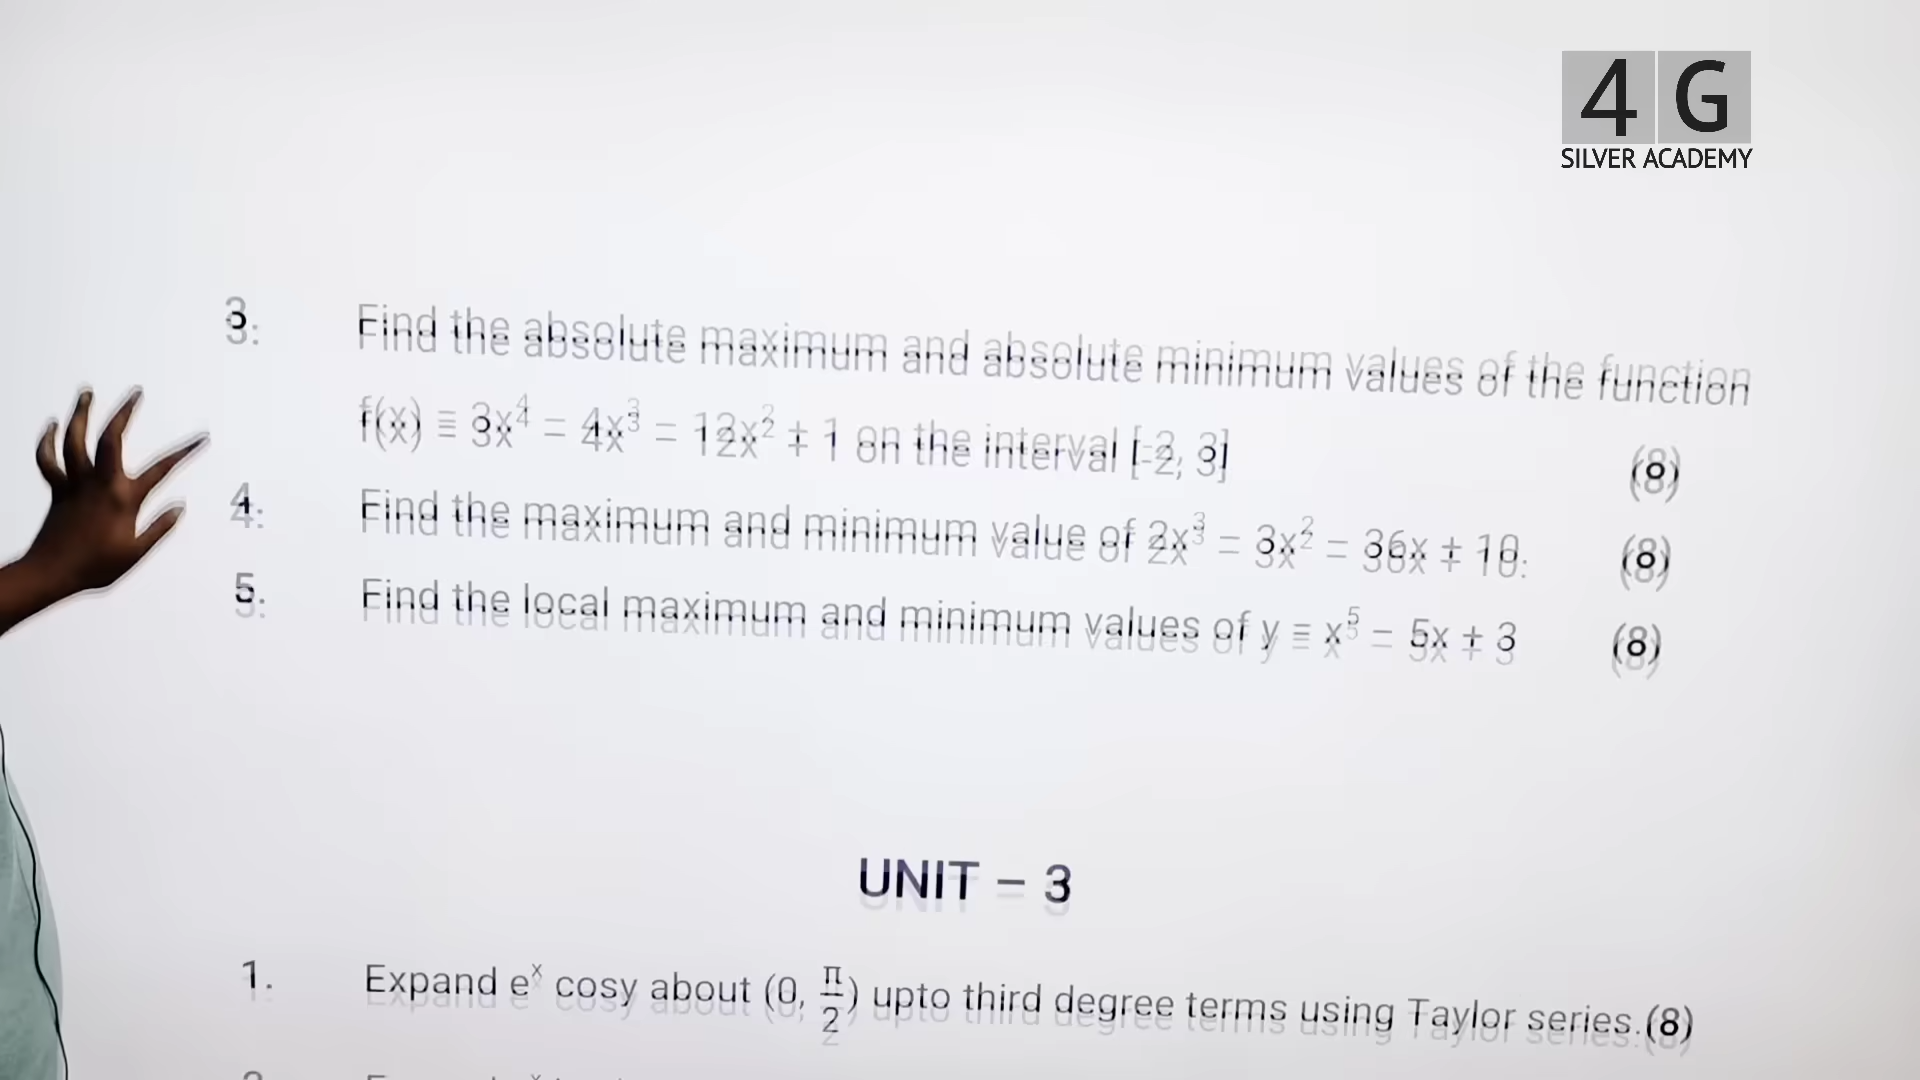 4 G
SILVER ACADEMY
3. Find the absolute maximum and absolute minimum values of the function
f(x) = 3x⁴ – 4x³ – 12x² + 1 on the interval [-2, 3] (8)
4. Find the maximum and minimum value of 2x³ – 3x² – 36x + 10. (8)
5. Find the local maximum and minimum values of y = x⁵ – 5x + 3 (8)
UNIT – 3
1. Expand eˣ cosy about (0, π/2) upto third degree terms using Taylor series.(8)